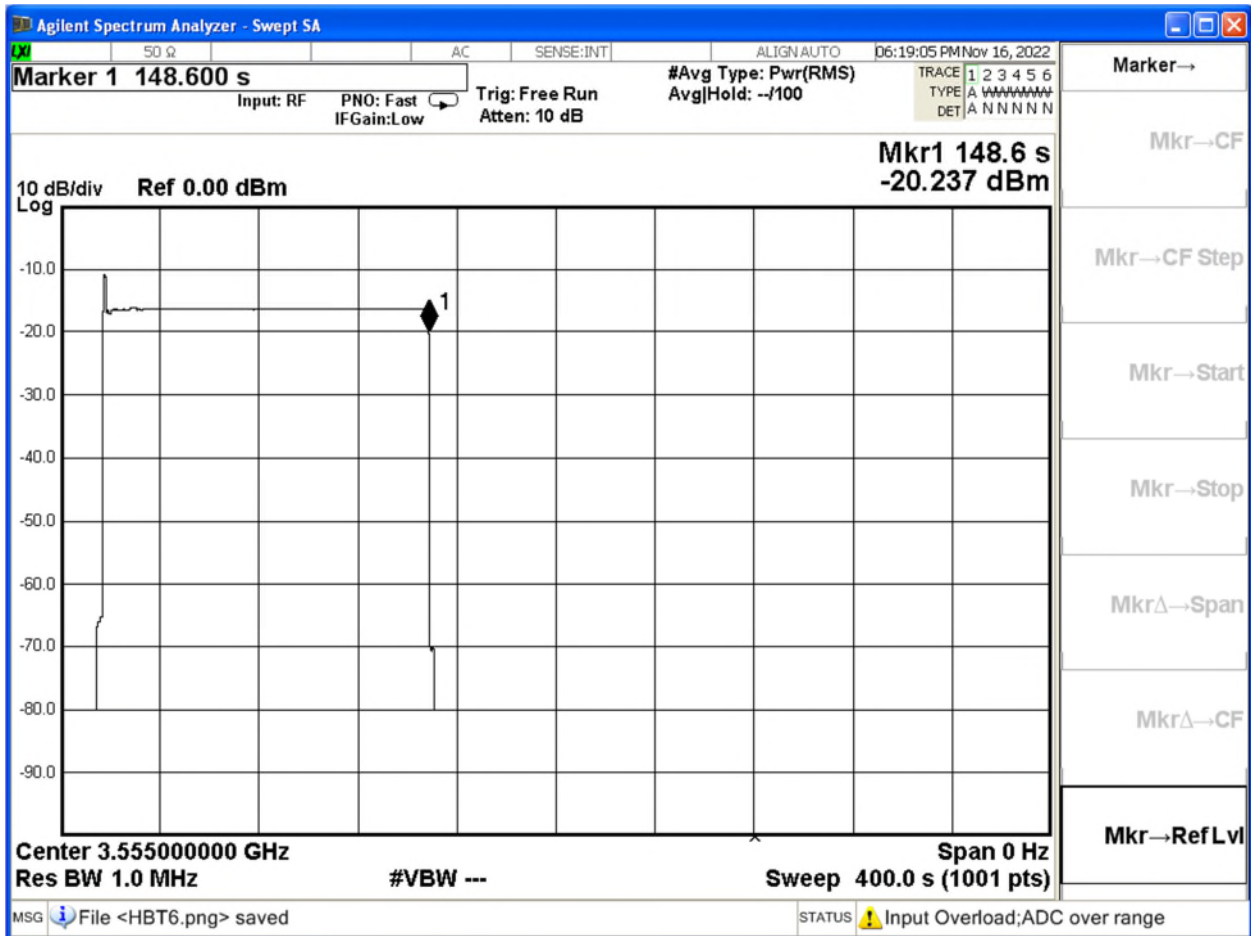 Agilent Spectrum Analyzer - Swept SA
LXI 50 Ω AC SENSE:INT ALIGN AUTO 06:19:05 PM Nov 16, 2022
Marker 1 148.600 s
Input: RF PNO: Fast IFGain:Low
Trig: Free Run
Atten: 10 dB
#Avg Type: Pwr(RMS)
Avg|Hold: --/100
TRACE 1 2 3 4 5 6
TYPE A WWWWW
DET A N N N N N
Mkr1 148.6 s
-20.237 dBm
10 dB/div Ref 0.00 dBm
Log
-10.0
1
-20.0
-30.0
-40.0
-50.0
-60.0
-70.0
-80.0
-90.0
Center 3.555000000 GHz Span 0 Hz
Res BW 1.0 MHz #VBW --- Sweep 400.0 s (1001 pts)
MSG File <HBT6.png> saved STATUS Input Overload;ADC over range
Marker→
Mkr→CF
Mkr→CF Step
Mkr→Start
Mkr→Stop
MkrΔ→Span
MkrΔ→CF
Mkr→Ref Lvl